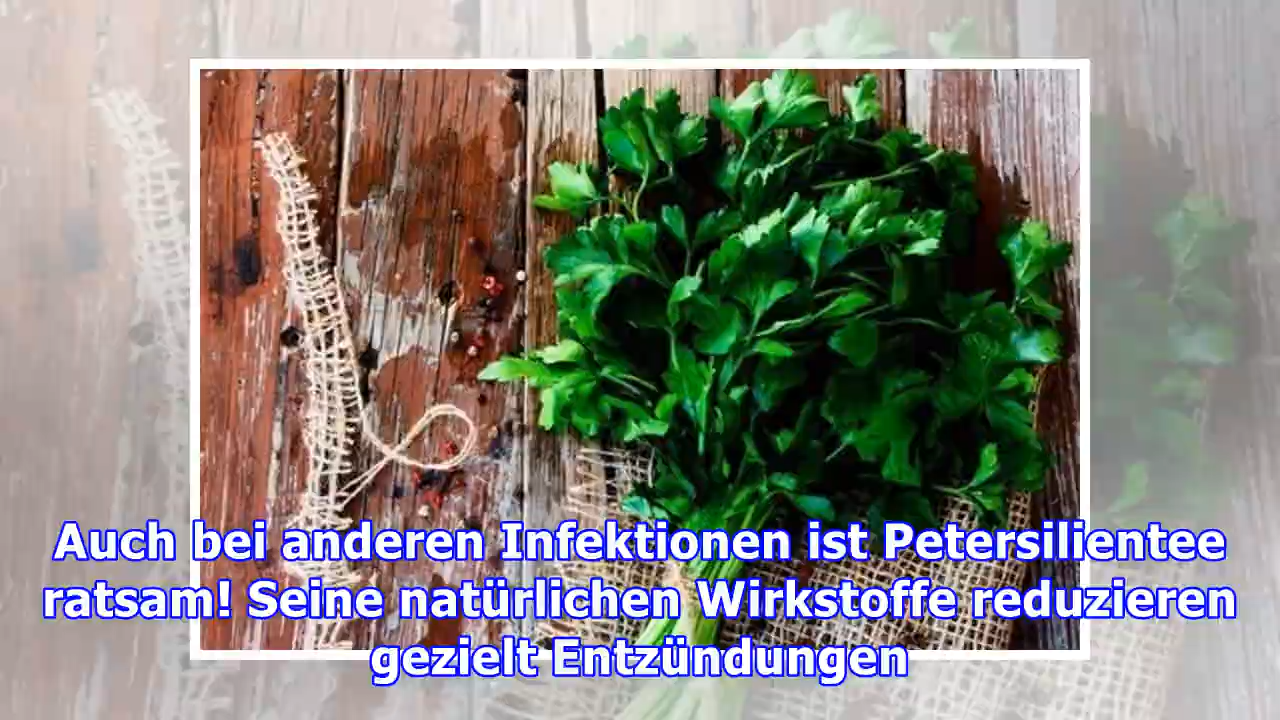 Auch bei anderen Infektionen ist Petersilientee
ratsam! Seine natürlichen Wirkstoffe reduzieren
gezielt Entzündungen